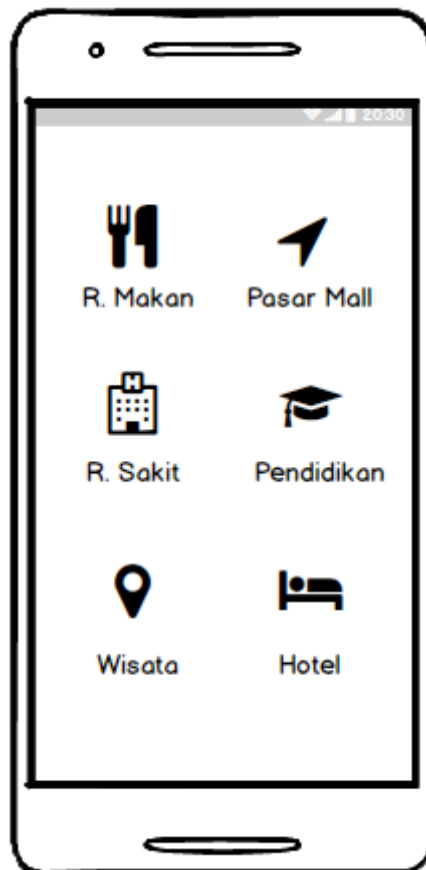 20:30
R. Makan
Pasar Mall
R. Sakit
Pendidikan
Wisata
Hotel